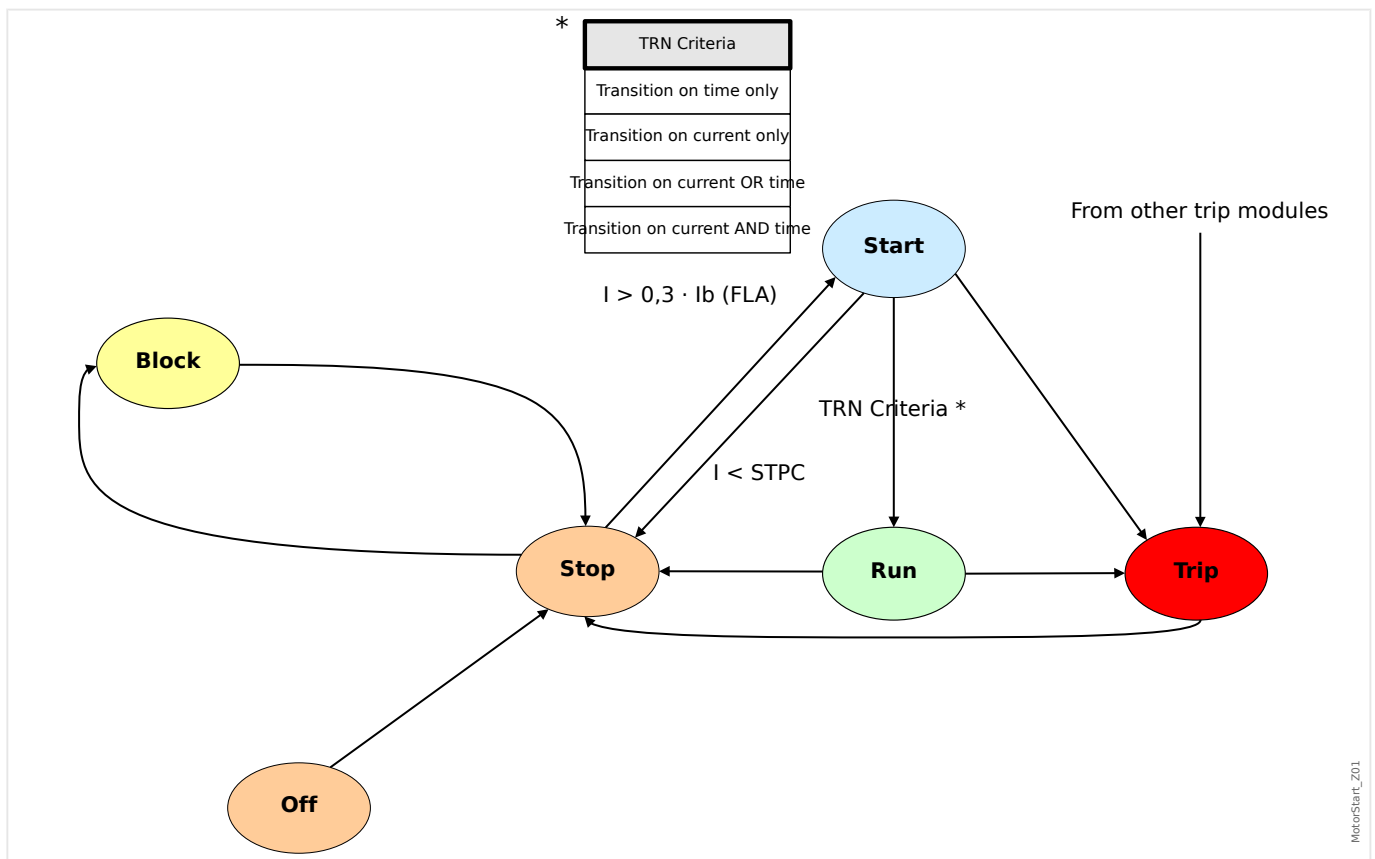 *
TRN Criteria
Transition on time only
Transition on current only
Transition on current OR time
Transition on current AND time
From other trip modules
Start
I > 0,3 · Ib (FLA)
Block
TRN Criteria *
I < STPC
Stop
Run
Trip
Off
MotorStart_Z01